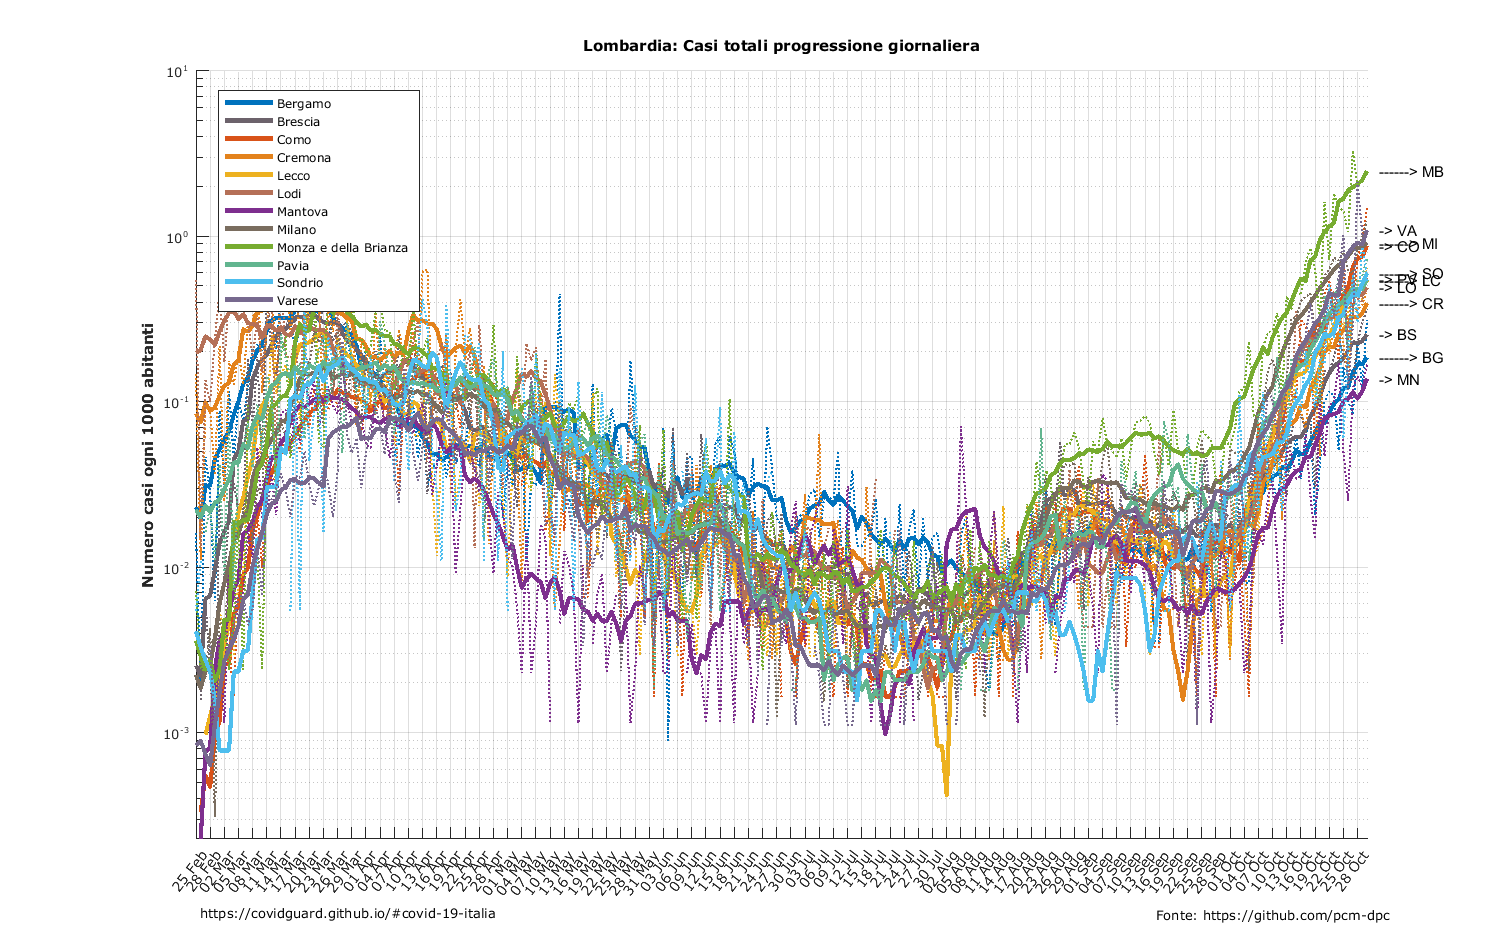 Lombardia: Casi totali progressione giornaliera
10^1
10^0
10^-1
10^-2
10^-3
Numero casi ogni 1000 abitanti
Bergamo
Brescia
Como
Cremona
Lecco
Lodi
Mantova
Milano
Monza e della Brianza
Pavia
Sondrio
Varese
------> MB
-> VA
MI
CO
SO
LC
LO
------> CR
-> BS
------> BG
-> MN
25 Feb
28 Feb
02 Mar
05 Mar
08 Mar
11 Mar
14 Mar
17 Mar
20 Mar
23 Mar
26 Mar
29 Mar
01 Apr
04 Apr
07 Apr
10 Apr
13 Apr
16 Apr
19 Apr
22 Apr
25 Apr
28 Apr
01 May
04 May
07 May
10 May
13 May
16 May
19 May
22 May
25 May
28 May
31 May
03 Jun
06 Jun
09 Jun
12 Jun
15 Jun
18 Jun
21 Jun
24 Jun
27 Jun
30 Jun
03 Jul
06 Jul
09 Jul
12 Jul
15 Jul
18 Jul
21 Jul
24 Jul
27 Jul
30 Jul
02 Aug
05 Aug
08 Aug
11 Aug
14 Aug
17 Aug
20 Aug
23 Aug
26 Aug
29 Aug
01 Sep
04 Sep
07 Sep
10 Sep
13 Sep
16 Sep
19 Sep
22 Sep
25 Sep
28 Sep
01 Oct
04 Oct
07 Oct
10 Oct
13 Oct
16 Oct
19 Oct
22 Oct
25 Oct
28 Oct
https://covidguard.github.io/#covid-19-italia
Fonte: https://github.com/pcm-dpc